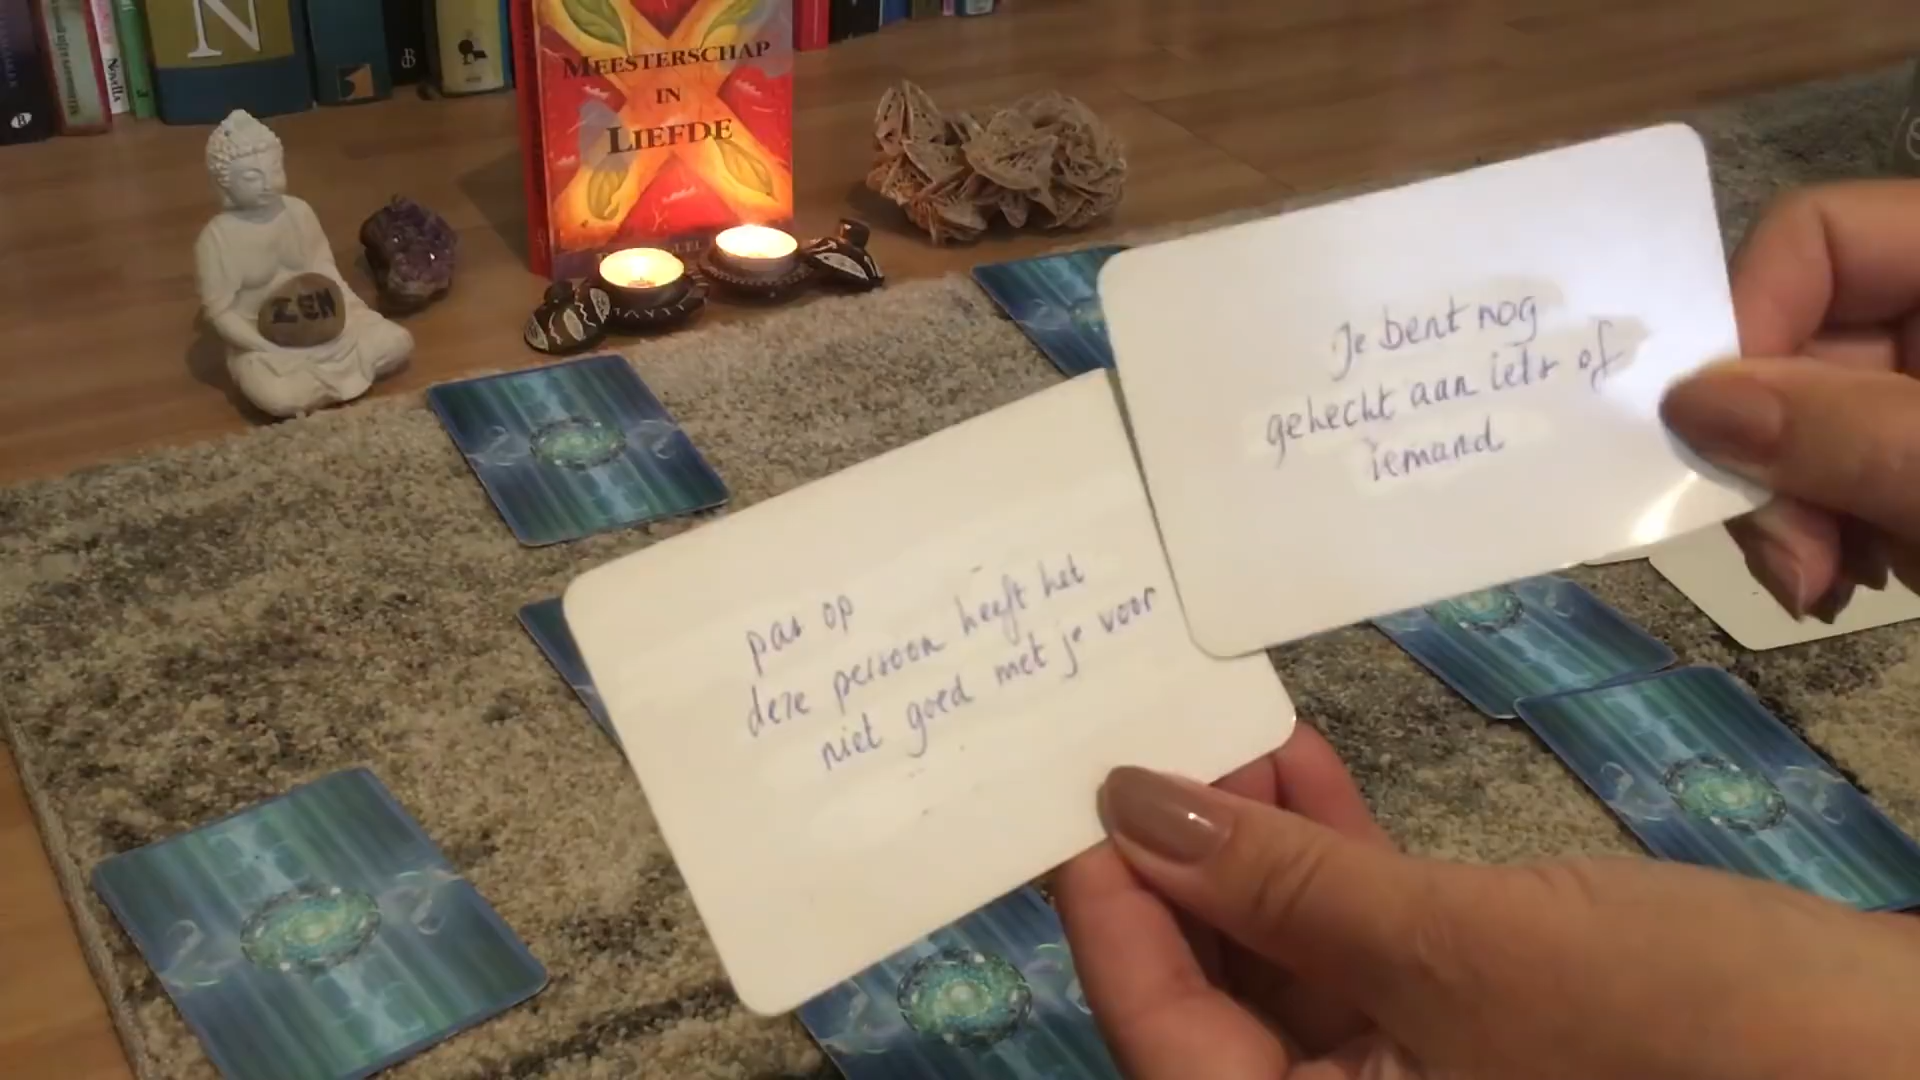 N
Novella
MEESTERSCHAP
IN
LIEFDE
ZEN
Je bent nog
gehecht aan iets of
iemand
pas op
deze persoon heeft het
niet goed met je voor